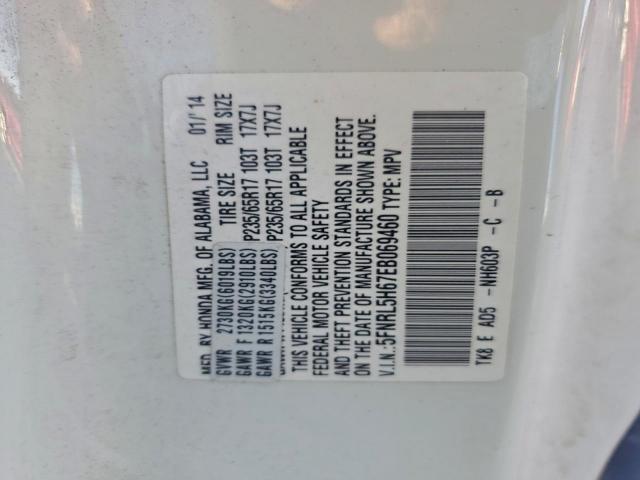 MFD. BY HONDA MFG. OF ALABAMA, LLC 01/'14
GVWR 2730KG(6019LBS) TIRE SIZE RIM SIZE
GAWR F 1320KG(2910LBS) P235/65R17 103T 17X7J
GAWR R 1515KG(3340LBS) P235/65R17 103T 17X7J
THIS VEHICLE CONFORMS TO ALL APPLICABLE
FEDERAL MOTOR VEHICLE SAFETY
AND THEFT PREVENTION STANDARDS IN EFFECT
ON THE DATE OF MANUFACTURE SHOWN ABOVE.
V.I.N.: 5FNRL5H67EB069460 TYPE: MPV
TK8 E AD5 -NH603P -C -B